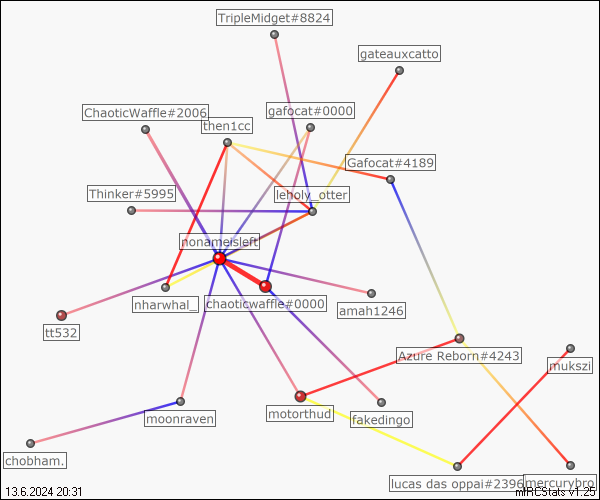 TripleMidget#8824
gateauxcatto
ChaoticWaffle#2006
gafocat#0000
then1cc
Gafocat#4189
Thinker#5995
leholy_otter
nonameisleft
nharwhal_
chaoticwaffle#0000
amah1246
tt532
Azure Reborn#4243
mukszi
moonraven
motorthud
fakedingo
chobham.
lucas das oppai#2396
mercurybro
13.6.2024 20:31
mIRCStats v1.25